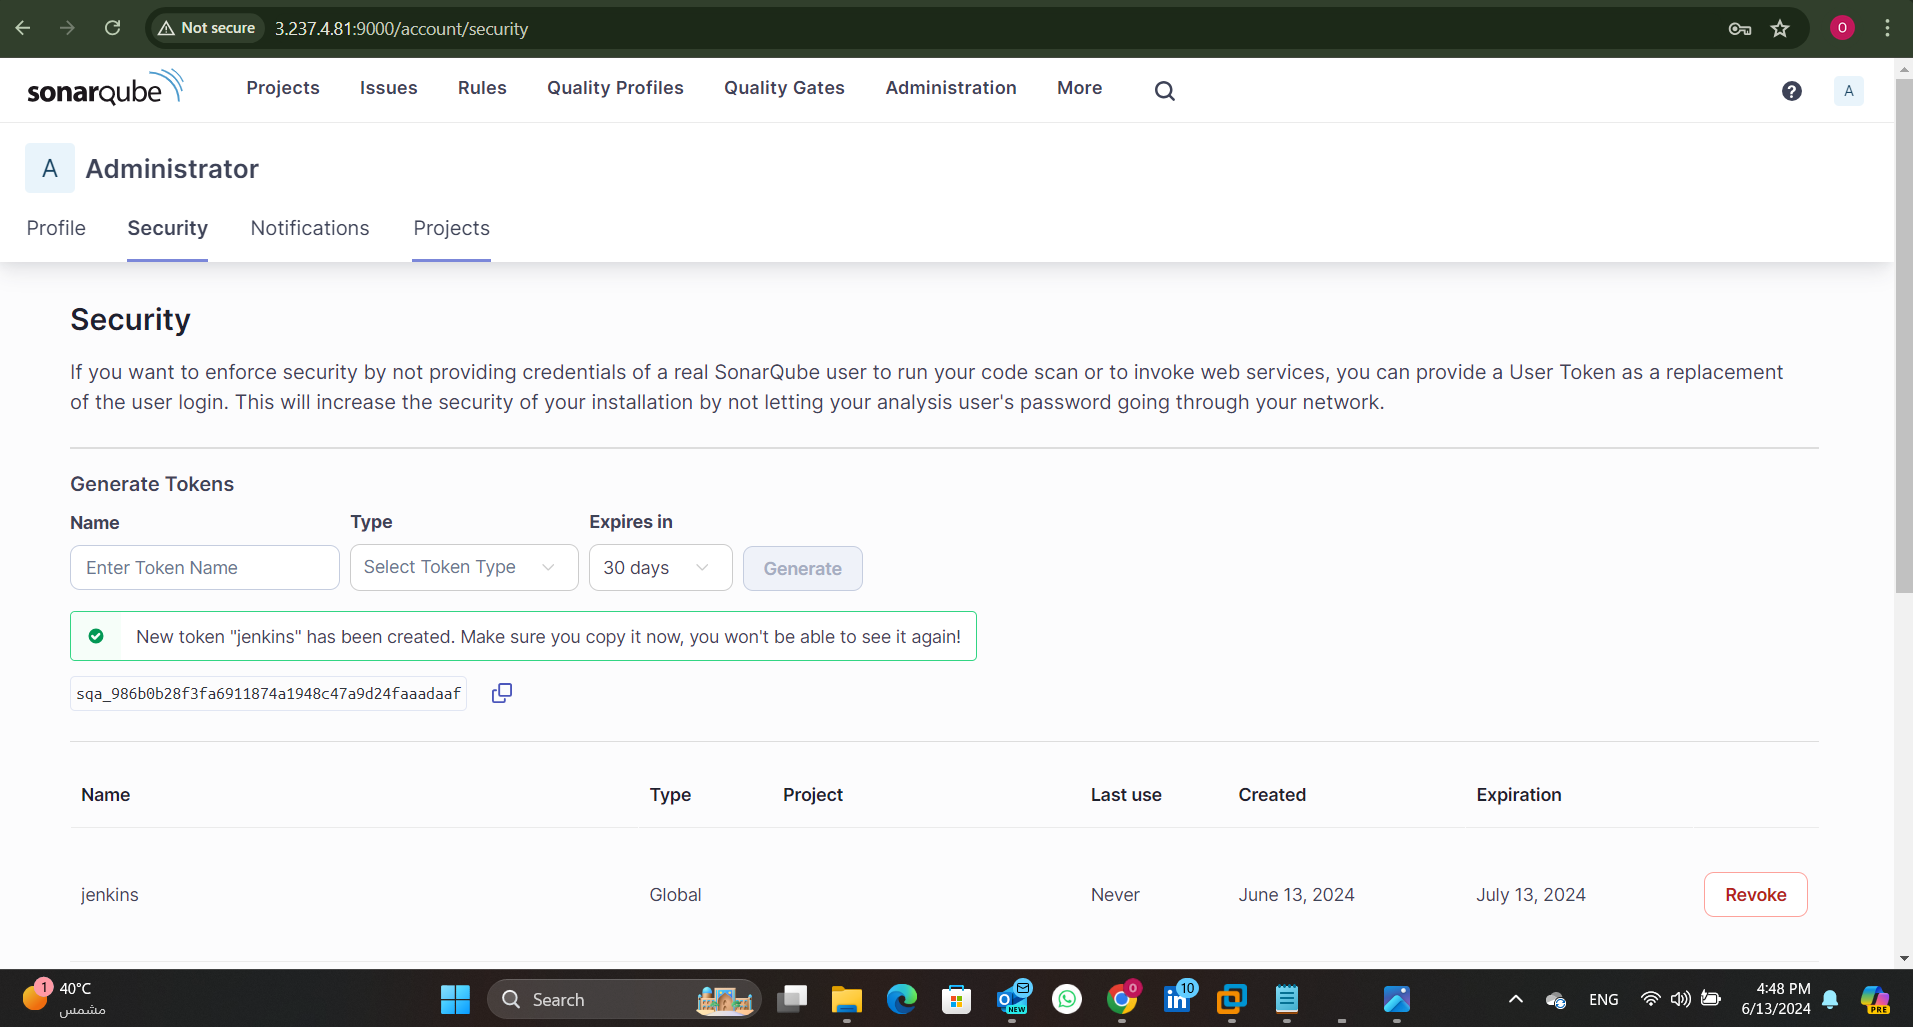 Not secure 3.237.4.81:9000/account/security
O
sonarqube Projects Issues Rules Quality Profiles Quality Gates Administration More ? A
A Administrator
Profile Security Notifications Projects
Security
If you want to enforce security by not providing credentials of a real SonarQube user to run your code scan or to invoke web services, you can provide a User Token as a replacement
of the user login. This will increase the security of your installation by not letting your analysis user's password going through your network.
Generate Tokens
Name Type Expires in
Enter Token Name Select Token Type 30 days Generate
New token "jenkins" has been created. Make sure you copy it now, you won't be able to see it again!
sqa_986b0b28f3fa6911874a1948c47a9d24faaadaaf
Name Type Project Last use Created Expiration
jenkins Global Never June 13, 2024 July 13, 2024 Revoke
1 40°C
مشمس
Search
NEW
0
in 10
ENG
4:48 PM
6/13/2024
PRE